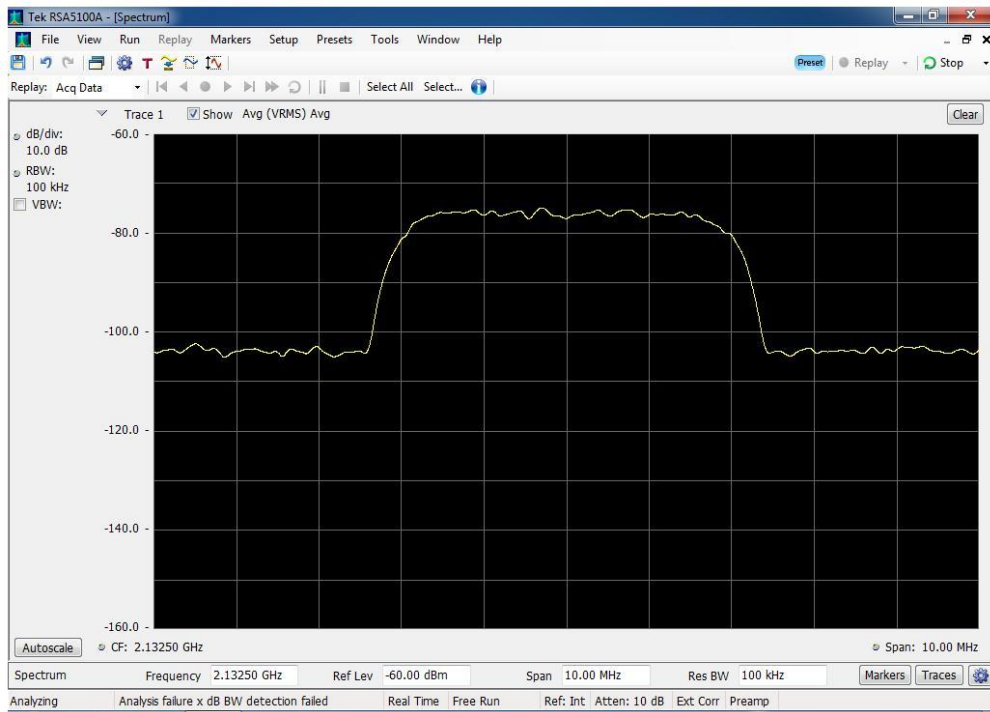 Tek RSA5100A - [Spectrum]
File View Run Replay Markers Setup Presets Tools Window Help
Preset Replay Stop
Replay: Acq Data Select All Select...
Trace 1 Show Avg (VRMS) Avg Clear
dB/div: -60.0
10.0 dB
RBW:
100 kHz
VBW:
-80.0
-100.0
-120.0
-140.0
-160.0
Autoscale CF: 2.13250 GHz Span: 10.00 MHz
Spectrum Frequency 2.13250 GHz Ref Lev -60.00 dBm Span 10.00 MHz Res BW 100 kHz Markers Traces
Analyzing Analysis failure x dB BW detection failed Real Time Free Run Ref: Int Atten: 10 dB Ext Corr Preamp